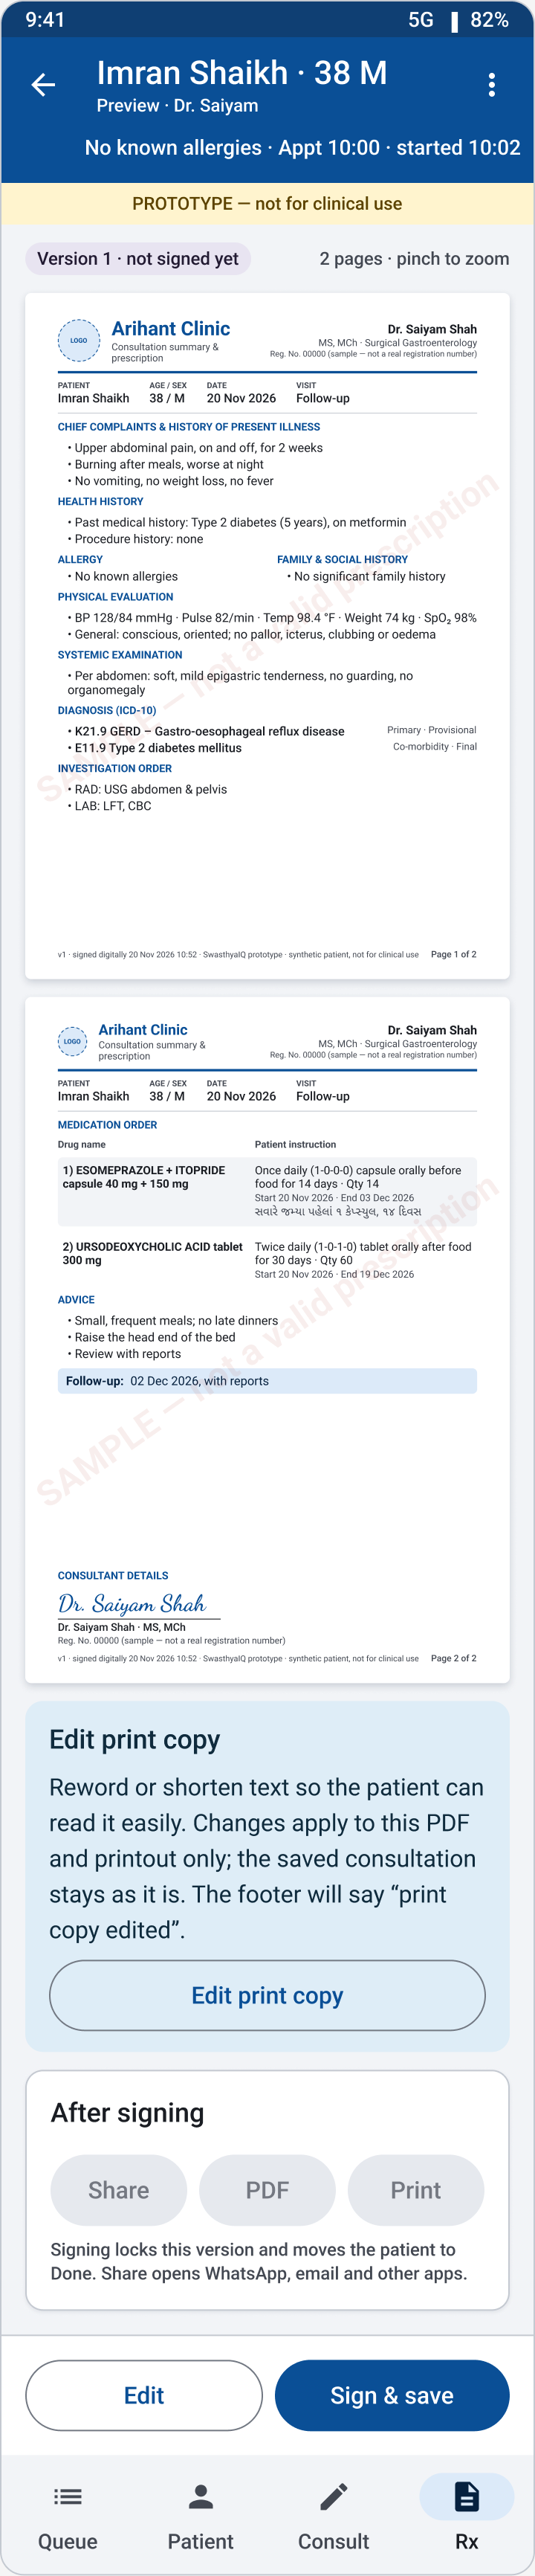 9:41
5G 82%
Imran Shaikh · 38 M
Preview · Dr. Saiyam
No known allergies · Appt 10:00 · started 10:02
PROTOTYPE — not for clinical use
Version 1 · not signed yet
2 pages · pinch to zoom
LOGO
Arihant Clinic
Consultation summary &
prescription
Dr. Saiyam Shah
MS, MCh · Surgical Gastroenterology
Reg. No. 00000 (sample — not a real registration number)
PATIENT AGE / SEX DATE VISIT
Imran Shaikh 38 / M 20 Nov 2026 Follow-up
CHIEF COMPLAINTS & HISTORY OF PRESENT ILLNESS
• Upper abdominal pain, on and off, for 2 weeks
• Burning after meals, worse at night
• No vomiting, no weight loss, no fever
HEALTH HISTORY
• Past medical history: Type 2 diabetes (5 years), on metformin
• Procedure history: none
ALLERGY FAMILY & SOCIAL HISTORY
• No known allergies • No significant family history
PHYSICAL EVALUATION
• BP 128/84 mmHg · Pulse 82/min · Temp 98.4 °F · Weight 74 kg · SpO₂ 98%
• General: conscious, oriented; no pallor, icterus, clubbing or oedema
SYSTEMIC EXAMINATION
• Per abdomen: soft, mild epigastric tenderness, no guarding, no
organomegaly
DIAGNOSIS (ICD-10)
• K21.9 GERD – Gastro-oesophageal reflux disease Primary · Provisional
• E11.9 Type 2 diabetes mellitus Co-morbidity · Final
INVESTIGATION ORDER
• RAD: USG abdomen & pelvis
• LAB: LFT, CBC
SAMPLE — not a valid prescription
v1 · signed digitally 20 Nov 2026 10:52 · SwasthyaIQ prototype · synthetic patient, not for clinical use Page 1 of 2
LOGO
Arihant Clinic
Consultation summary &
prescription
Dr. Saiyam Shah
MS, MCh · Surgical Gastroenterology
Reg. No. 00000 (sample — not a real registration number)
PATIENT AGE / SEX DATE VISIT
Imran Shaikh 38 / M 20 Nov 2026 Follow-up
MEDICATION ORDER
Drug name Patient instruction
1) ESOMEPRAZOLE + ITOPRIDE
capsule 40 mg + 150 mg
Once daily (1-0-0-0) capsule orally before
food for 14 days · Qty 14
Start 20 Nov 2026 · End 03 Dec 2026
સવારે જમ્યા પહેલાં ૧ કેપ્સ્યુલ, ૧૪ દિવસ
2) URSODEOXYCHOLIC ACID tablet
300 mg
Twice daily (1-0-1-0) tablet orally after food
for 30 days · Qty 60
Start 20 Nov 2026 · End 19 Dec 2026
ADVICE
• Small, frequent meals; no late dinners
• Raise the head end of the bed
• Review with reports
Follow-up: 02 Dec 2026, with reports
SAMPLE — not a valid prescription
CONSULTANT DETAILS
Dr. Saiyam Shah
Dr. Saiyam Shah · MS, MCh
Reg. No. 00000 (sample — not a real registration number)
v1 · signed digitally 20 Nov 2026 10:52 · SwasthyaIQ prototype · synthetic patient, not for clinical use Page 2 of 2
Edit print copy
Reword or shorten text so the patient can
read it easily. Changes apply to this PDF
and printout only; the saved consultation
stays as it is. The footer will say “print
copy edited”.
Edit print copy
After signing
Share PDF Print
Signing locks this version and moves the patient to
Done. Share opens WhatsApp, email and other apps.
Edit Sign & save
Queue Patient Consult Rx